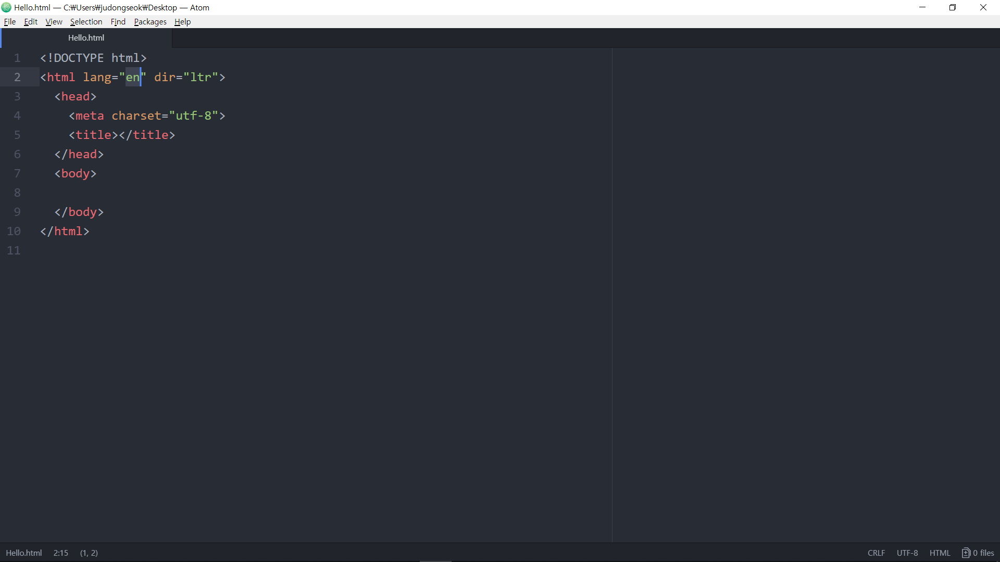 Hello.html — C:₩Users₩judongseok₩Desktop — Atom
File Edit View Selection Find Packages Help
Hello.html
1 <!DOCTYPE html>
2 <html lang="en" dir="ltr">
3   <head>
4     <meta charset="utf-8">
5     <title></title>
6   </head>
7   <body>
8
9   </body>
10 </html>
11
Hello.html 2:15 (1, 2) CRLF UTF-8 HTML 0 files